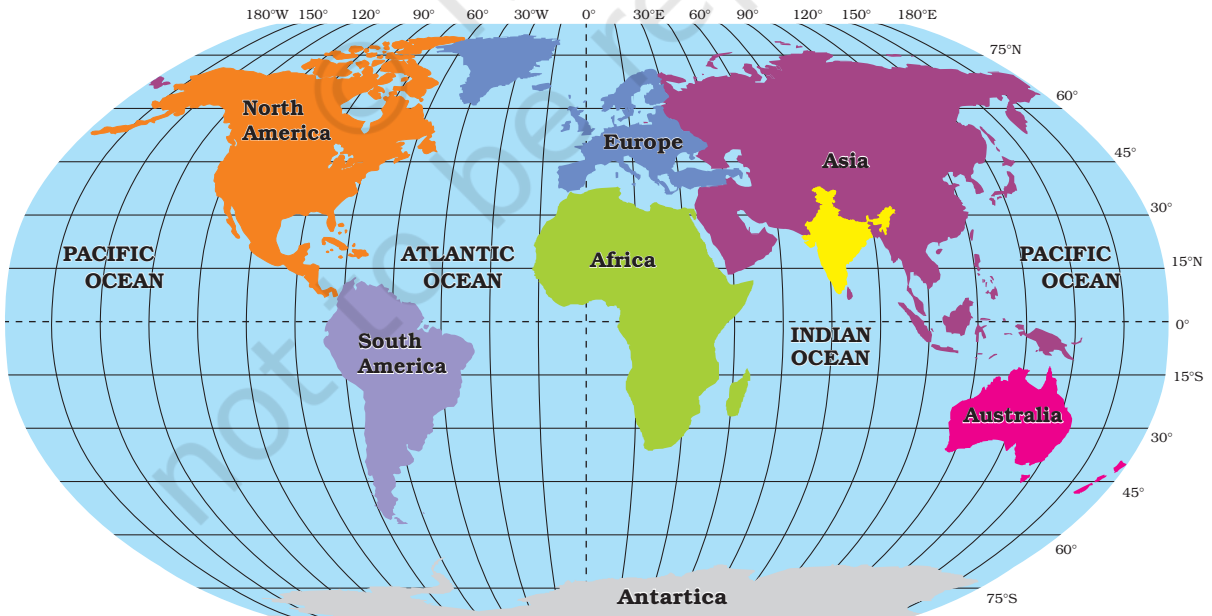 180°W 150° 120° 90° 60° 30°W 0° 30°E 60° 90° 120° 150° 180°E
75°N
60°
45°
30°
15°N
0°
15°S
30°
45°
60°
75°S
North
America
Europe
Asia
PACIFIC
OCEAN
ATLANTIC
OCEAN
Africa
PACIFIC
OCEAN
INDIAN
OCEAN
South
America
Australia
Antartica
not to be re
©